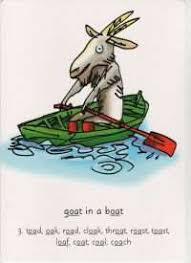 goat in a boat
3. toad, oak, road, cloak, throat, roast, toast,
loaf, coat, coal, coach